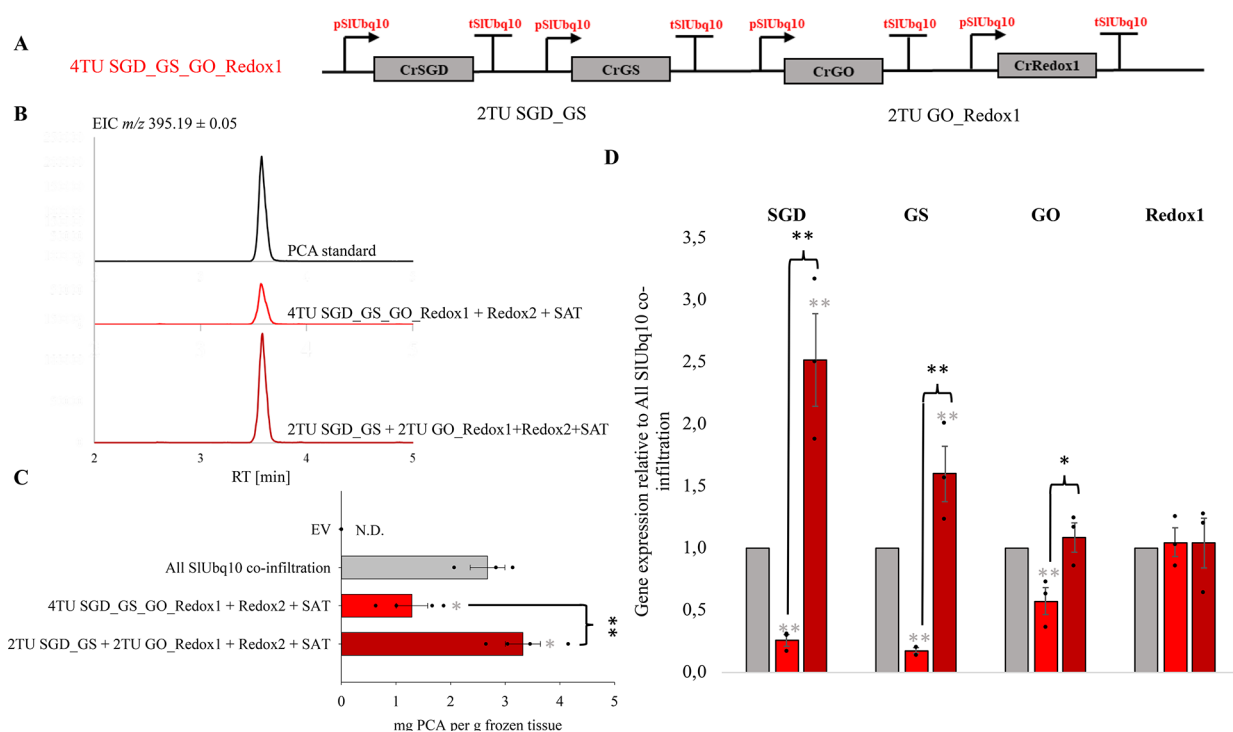 A
4TU SGD_GS_GO_Redox1
pSlUbq10 tSlUbq10 pSlUbq10 tSlUbq10 pSlUbq10 tSlUbq10 pSlUbq10 tSlUbq10
CrSGD CrGS CrGO CrRedox1
2TU SGD_GS 2TU GO_Redox1
B
EIC m/z 395.19 ± 0.05
PCA standard
4TU SGD_GS_GO_Redox1 + Redox2 + SAT
2TU SGD_GS + 2TU GO_Redox1+Redox2+SAT
2 3 4 5
RT [min]
C
EV N.D.
All SlUbq10 co-infiltration
4TU SGD_GS_GO_Redox1 + Redox2 + SAT * **
2TU SGD_GS + 2TU GO_Redox1 + Redox2 + SAT *
0 1 2 3 4 5
mg PCA per g frozen tissue
D
SGD GS GO Redox1
Gene expression relative to All SlUbq10 co-
infiltration
3,5
3,0
2,5
2,0
1,5
1,0
0,5
0,0
** ** **
** ** **
** *